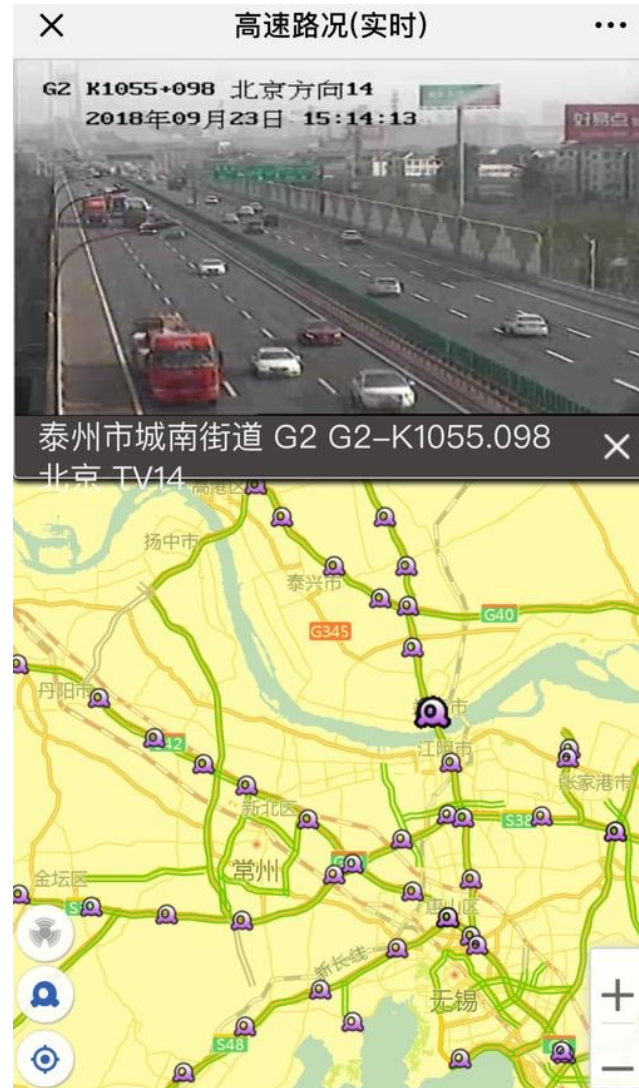 高速路况(实时)
G2 K1055+098 北京方向14
2018年09月23日 15:14:13
好易点
泰州市城南街道 G2 G2-K1055.098
北京 TV14
高港区
扬中市
泰兴市
G40
G345
丹阳市
江阴市
张家港市
新北区
S38
常州
金坛区
惠山区
新长线
无锡
S48